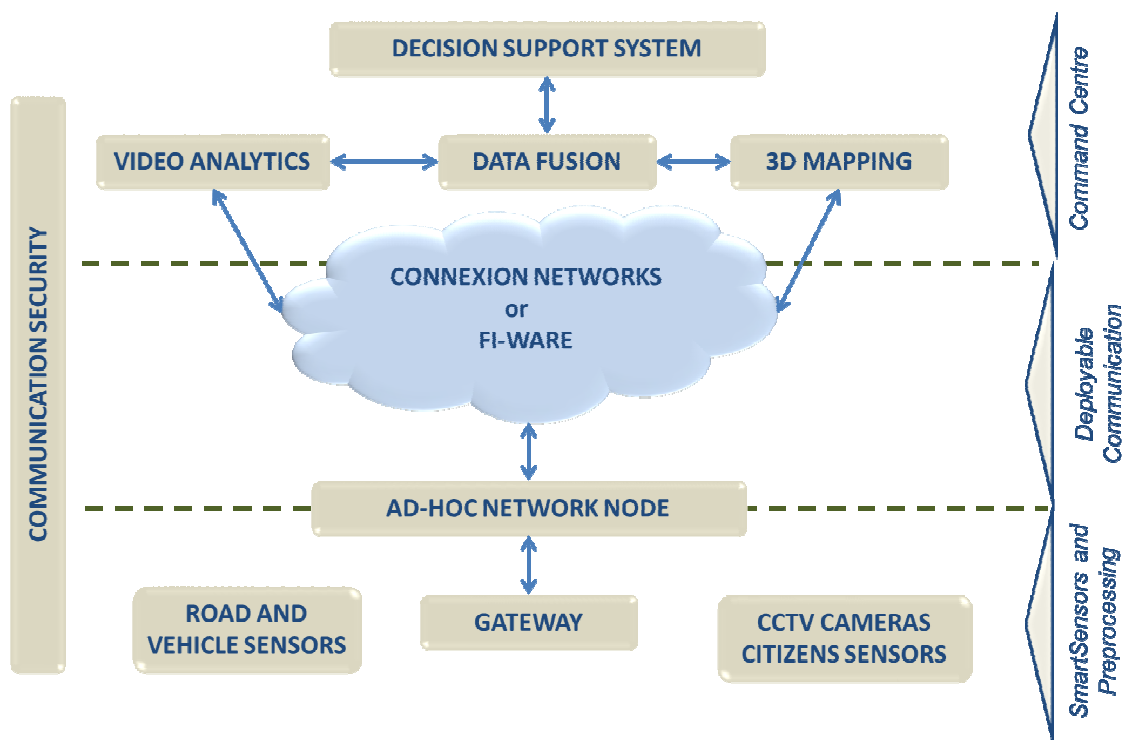 DECISION SUPPORT SYSTEM
VIDEO ANALYTICS
DATA FUSION
3D MAPPING
Command Centre
COMMUNICATION SECURITY
CONNEXION NETWORKS
or
FI-WARE
Deployable
Communication
AD-HOC NETWORK NODE
ROAD AND
VEHICLE SENSORS
GATEWAY
CCTV CAMERAS
CITIZENS SENSORS
SmartSensors and
Preprocessing